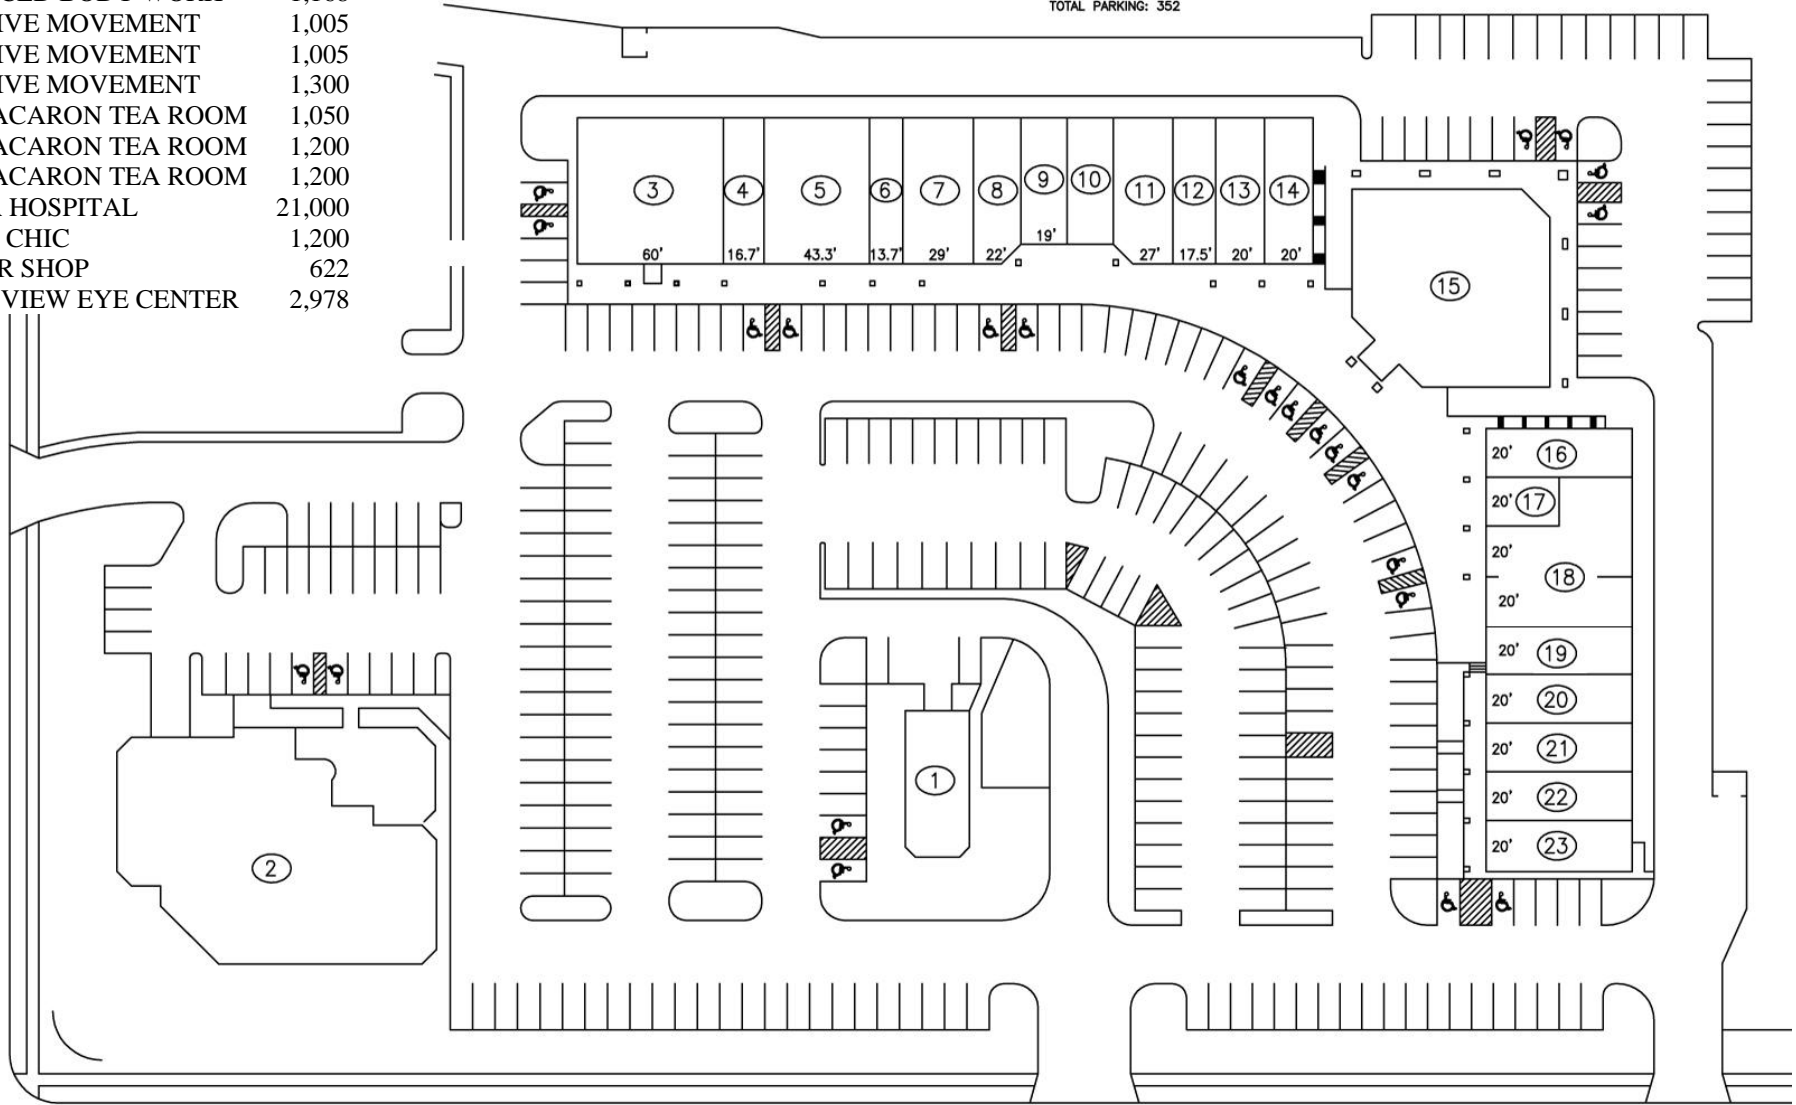 TOTAL PARKING: 352
IVE MOVEMENT 1,005
IVE MOVEMENT 1,005
IVE MOVEMENT 1,300
ACARON TEA ROOM 1,050
ACARON TEA ROOM 1,200
ACARON TEA ROOM 1,200
HOSPITAL 21,000
CHIC 1,200
R SHOP 622
VIEW EYE CENTER 2,978
3 4 5 6 7 8 9 10 11 12 13 14
60' 16.7' 43.3' 13.7' 29' 22' 19' 27' 17.5' 20' 20'
15
20' 16
20' 17
20'
18
20'
20' 19
20' 20
20' 21
20' 22
20' 23
1
2